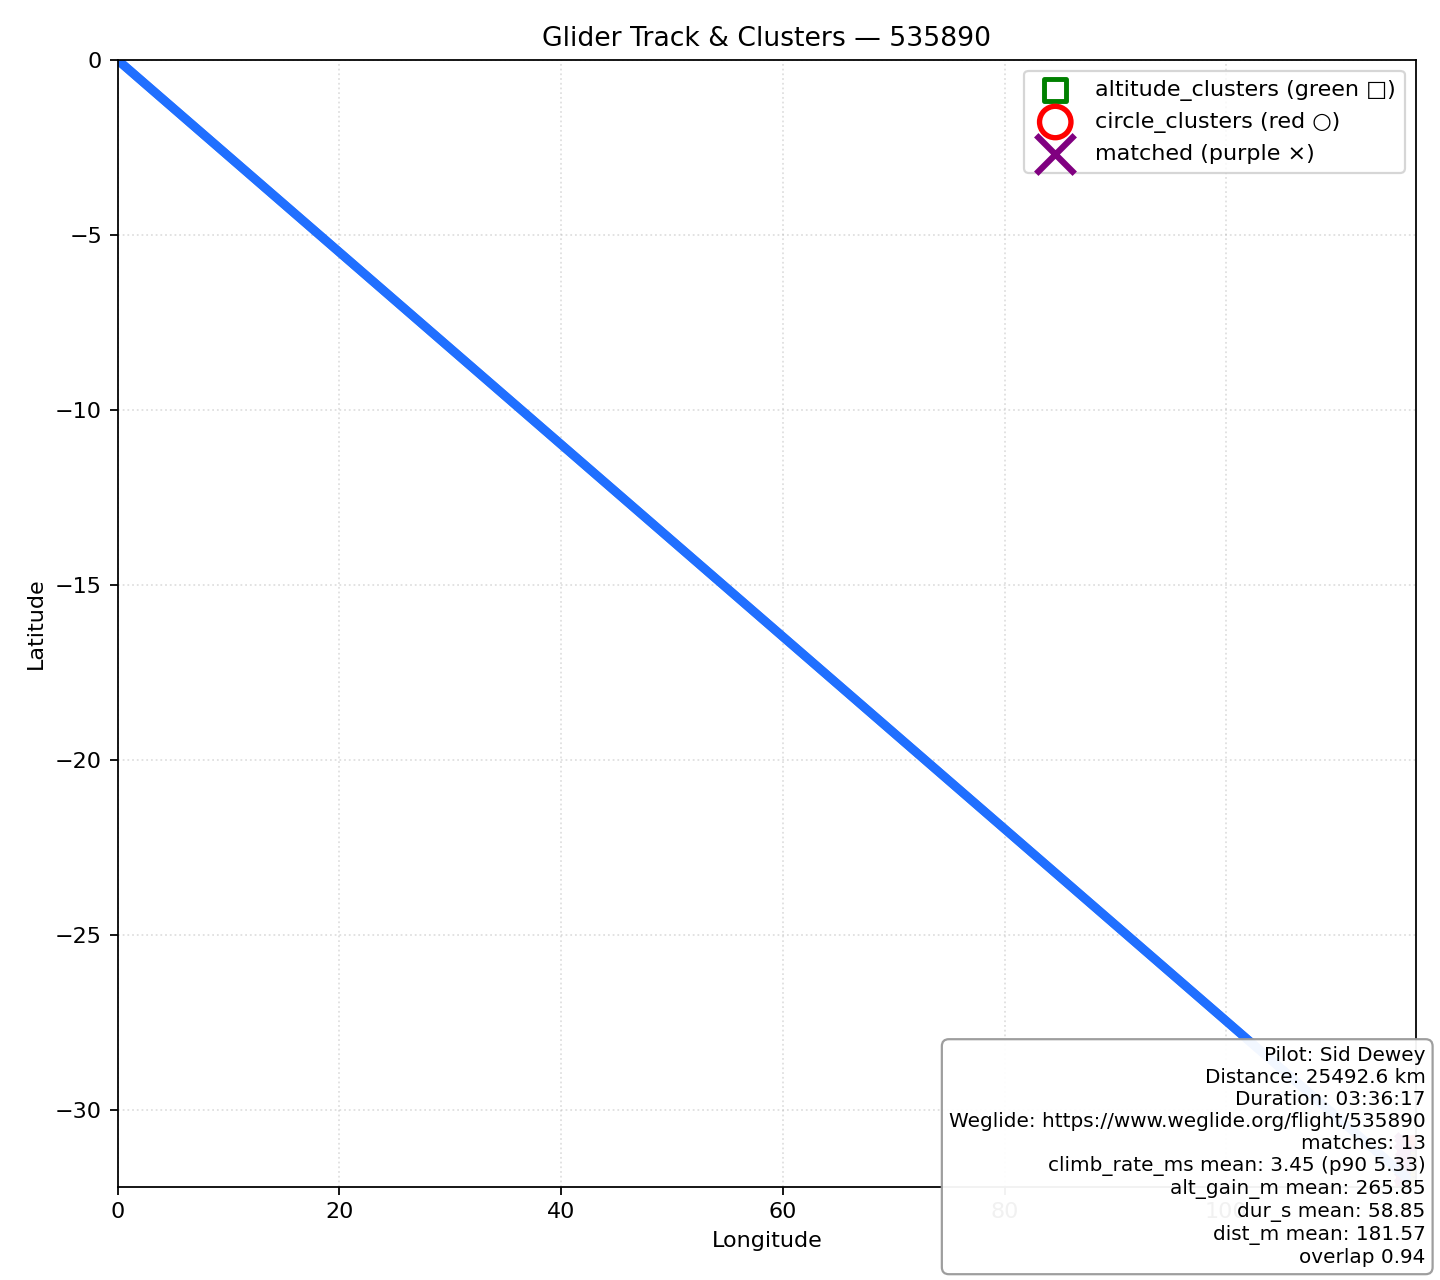 Glider Track & Clusters — 535890
altitude_clusters (green □)
circle_clusters (red ○)
matched (purple ×)
0
−5
−10
−15
−20
−25
−30
Latitude
0
20
40
60
80
100
Longitude
Pilot: Sid Dewey
Distance: 25492.6 km
Duration: 03:36:17
Weglide: https://www.weglide.org/flight/535890
matches: 13
climb_rate_ms mean: 3.45 (p90 5.33)
alt_gain_m mean: 265.85
dur_s mean: 58.85
dist_m mean: 181.57
overlap 0.94